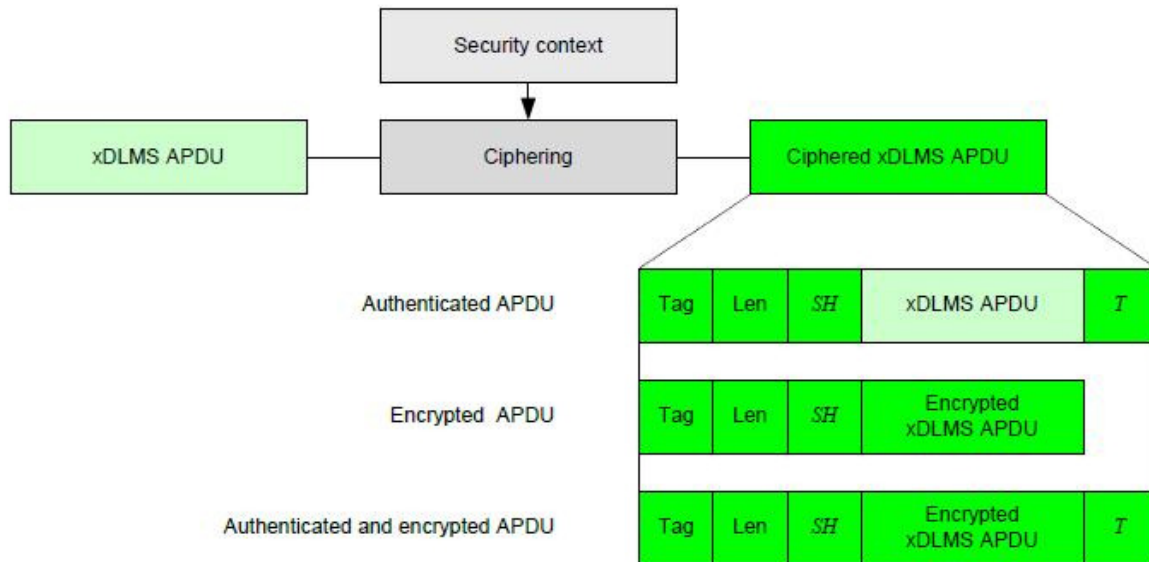 Security context
xDLMS APDU
Ciphering
Ciphered xDLMS APDU
Authenticated APDU
Tag
Len
SH
xDLMS APDU
T
Encrypted APDU
Tag
Len
SH
Encrypted
xDLMS APDU
Authenticated and encrypted APDU
Tag
Len
SH
Encrypted
xDLMS APDU
T